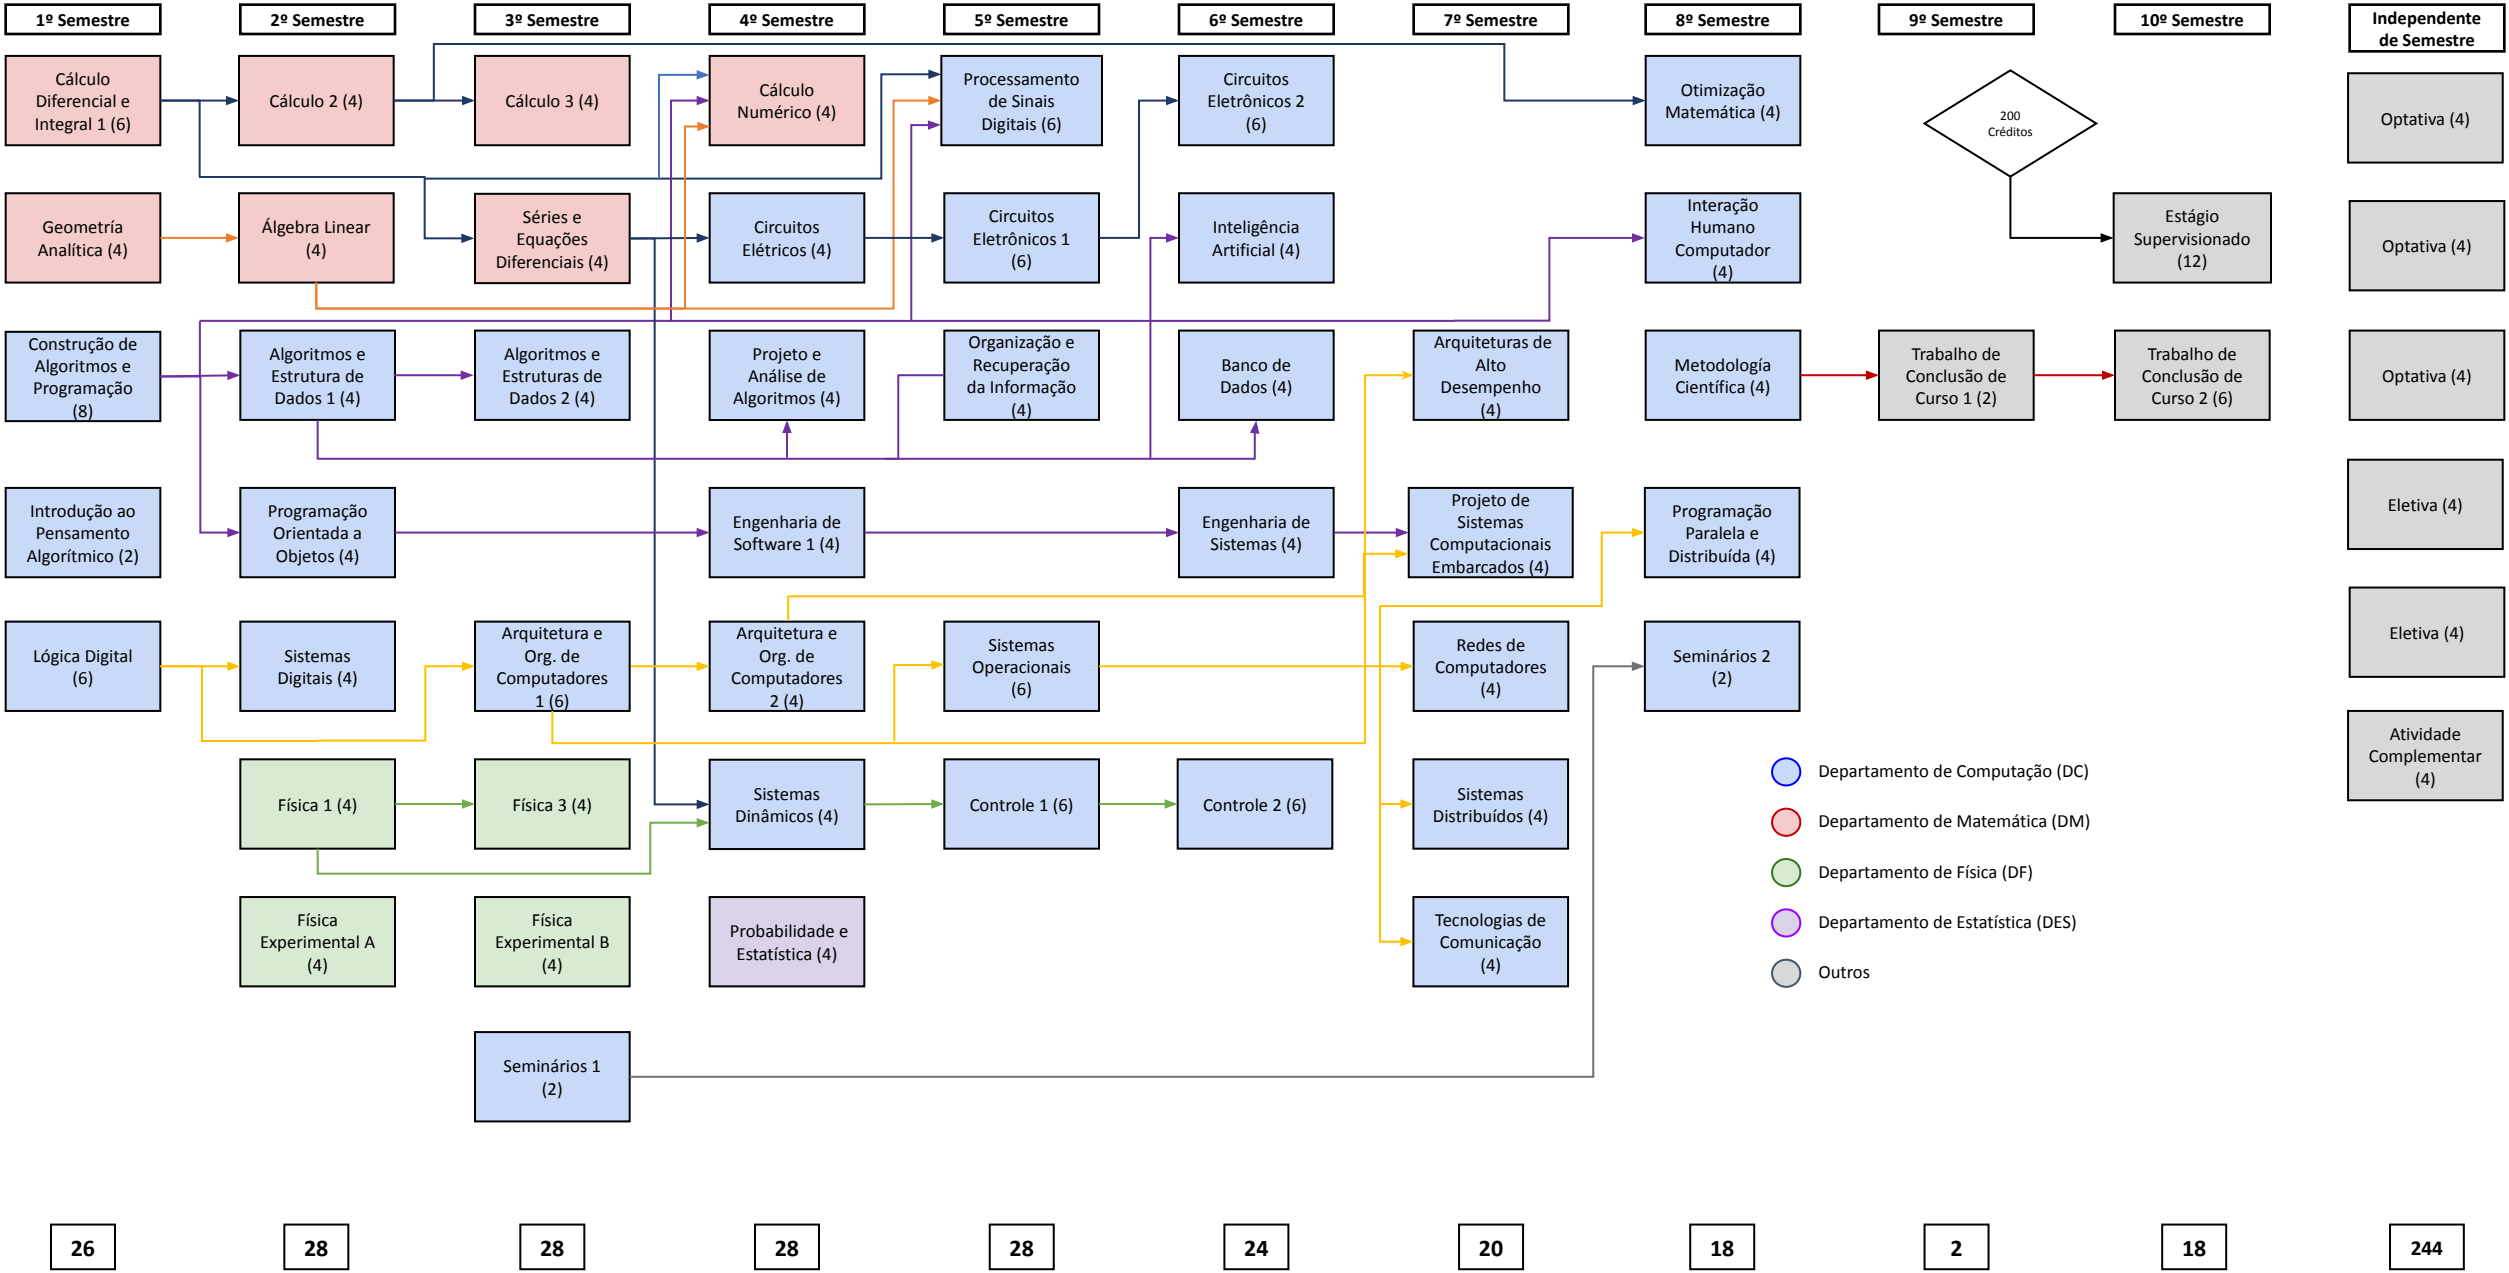 1º Semestre
2º Semestre
3º Semestre
4º Semestre
5º Semestre
6º Semestre
7º Semestre
8º Semestre
9º Semestre
10º Semestre
Independente
de Semestre
Cálculo
Diferencial e
Integral 1 (6)
Cálculo 2 (4)
Cálculo 3 (4)
Cálculo
Numérico (4)
Processamento
de Sinais
Digitais (6)
Circuitos
Eletrônicos 2
(6)
Otimização
Matemática (4)
200
Créditos
Optativa (4)
Geometría
Analítica (4)
Álgebra Linear
(4)
Séries e
Equações
Diferenciais (4)
Circuitos
Elétricos (4)
Circuitos
Eletrônicos 1
(6)
Inteligência
Artificial (4)
Interação
Humano
Computador
(4)
Estágio
Supervisionado
(12)
Optativa (4)
Construção de
Algoritmos e
Programação
(8)
Algoritmos e
Estrutura de
Dados 1 (4)
Algoritmos e
Estruturas de
Dados 2 (4)
Projeto e
Análise de
Algoritmos (4)
Organização e
Recuperação
da Informação
(4)
Banco de
Dados (4)
Arquiteturas de
Alto
Desempenho
(4)
Metodología
Científica (4)
Trabalho de
Conclusão de
Curso 1 (2)
Trabalho de
Conclusão de
Curso 2 (6)
Optativa (4)
Introdução ao
Pensamento
Algorítmico (2)
Programação
Orientada a
Objetos (4)
Engenharia de
Software 1 (4)
Engenharia de
Sistemas (4)
Projeto de
Sistemas
Computacionais
Embarcados (4)
Programação
Paralela e
Distribuída (4)
Eletiva (4)
Lógica Digital
(6)
Sistemas
Digitais (4)
Arquitetura e
Org. de
Computadores
1 (6)
Arquitetura e
Org. de
Computadores
2 (4)
Sistemas
Operacionais
(6)
Redes de
Computadores
(4)
Seminários 2
(2)
Eletiva (4)
Física 1 (4)
Física 3 (4)
Sistemas
Dinâmicos (4)
Controle 1 (6)
Controle 2 (6)
Sistemas
Distribuídos (4)
Atividade
Complementar
(4)
Física
Experimental A
(4)
Física
Experimental B
(4)
Probabilidade e
Estatística (4)
Tecnologias de
Comunicação
(4)
Departamento de Computação (DC)
Departamento de Matemática (DM)
Departamento de Física (DF)
Departamento de Estatística (DES)
Outros
Seminários 1
(2)
26
28
28
28
28
24
20
18
2
18
244